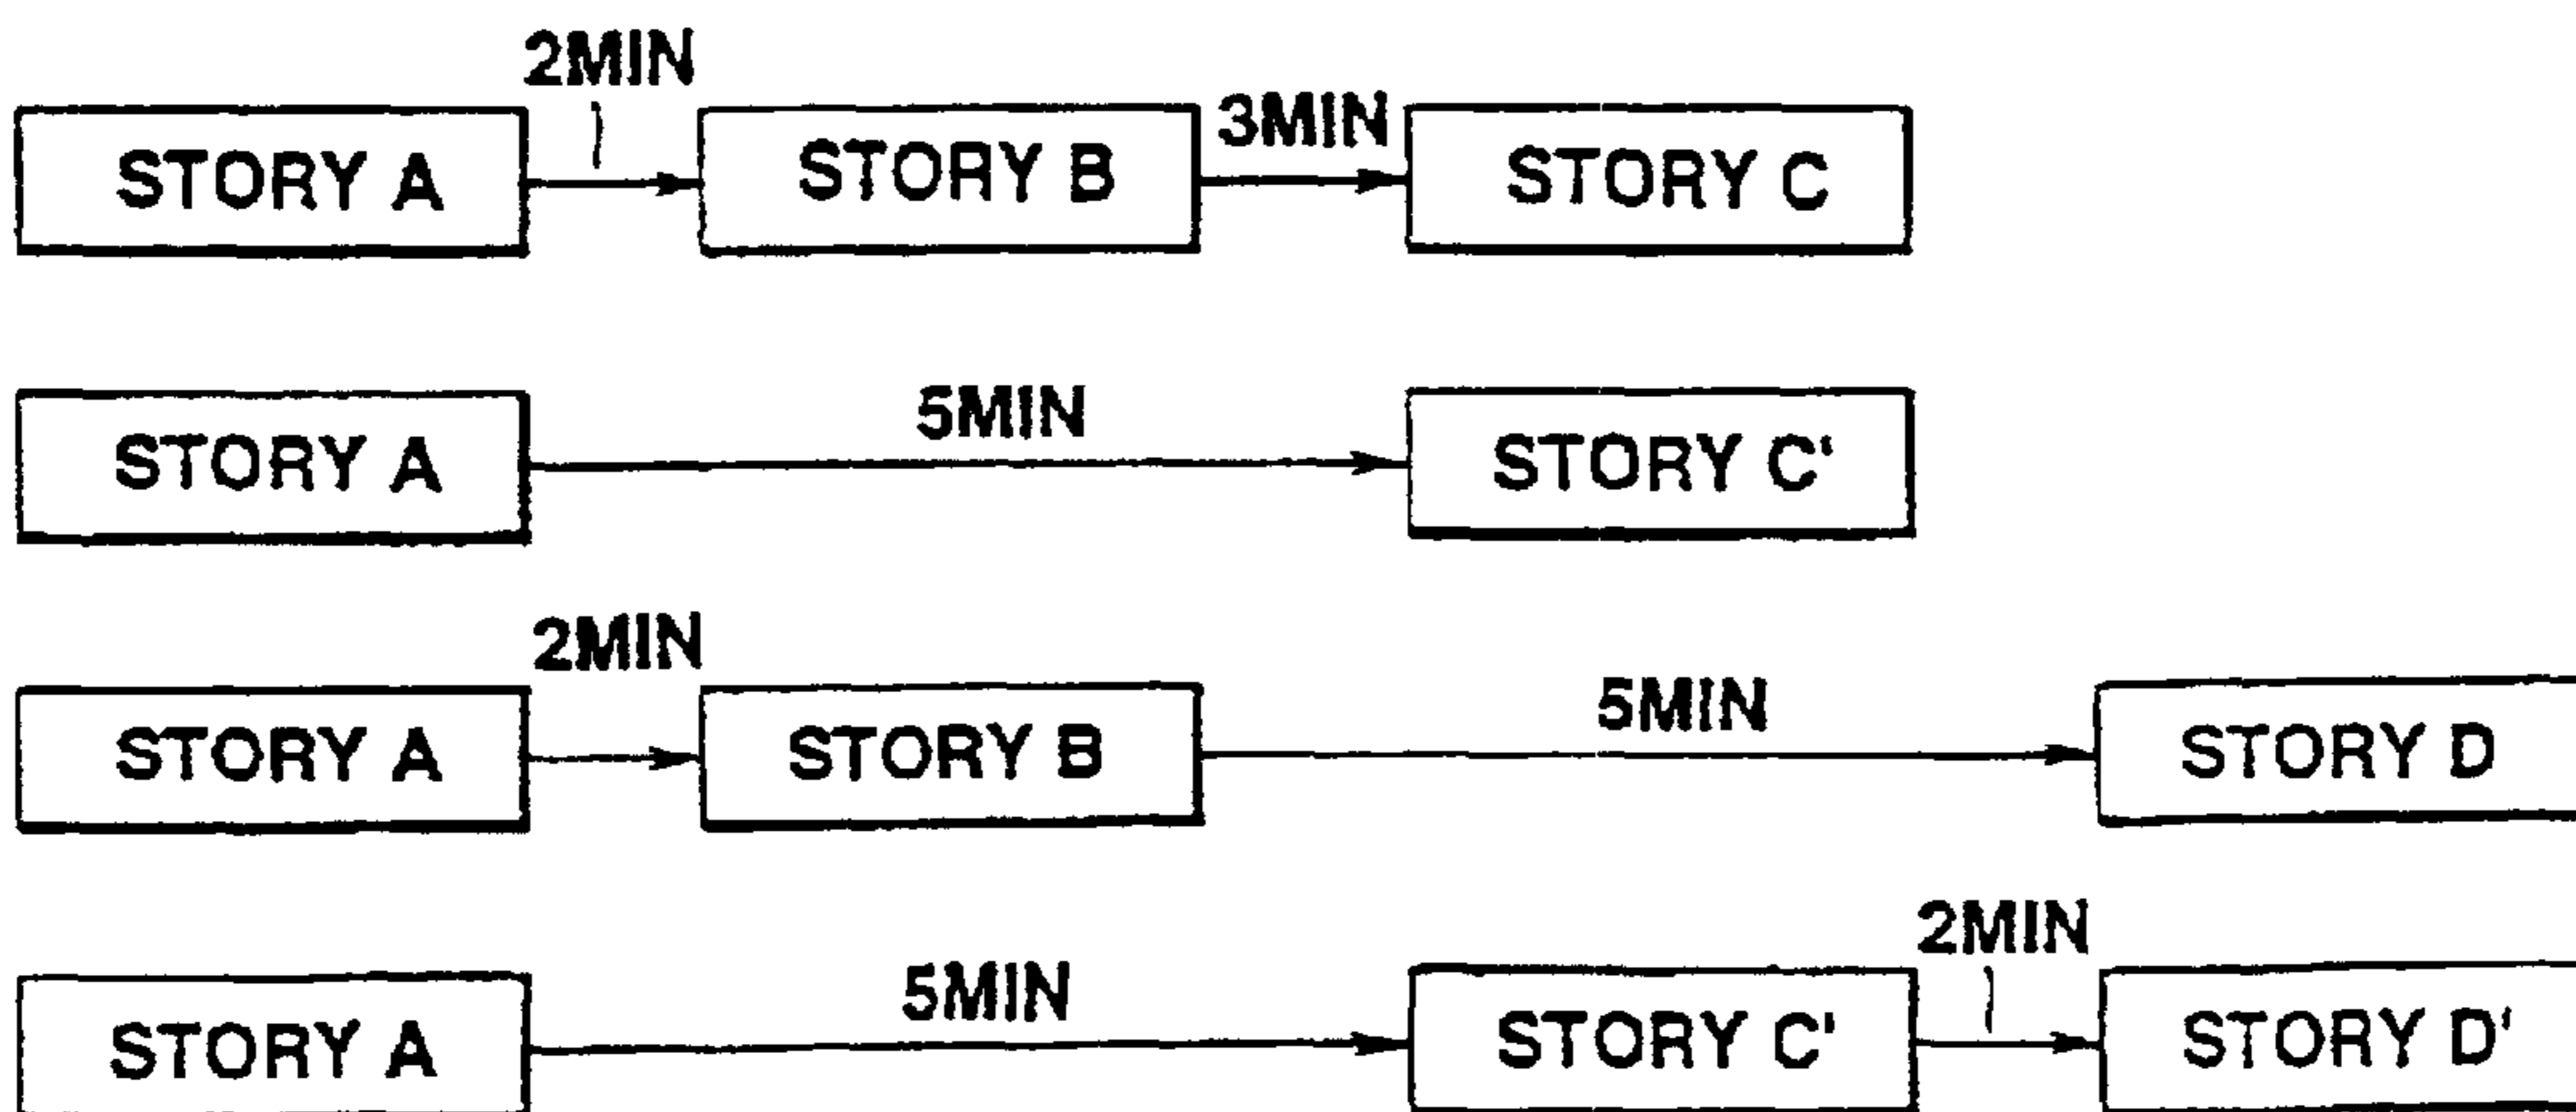 2MIN
3MIN
STORY A STORY B STORY C
5MIN
STORY A STORY C'
2MIN
5MIN
STORY A STORY B STORY D
2MIN
5MIN
STORY A STORY C' STORY D'